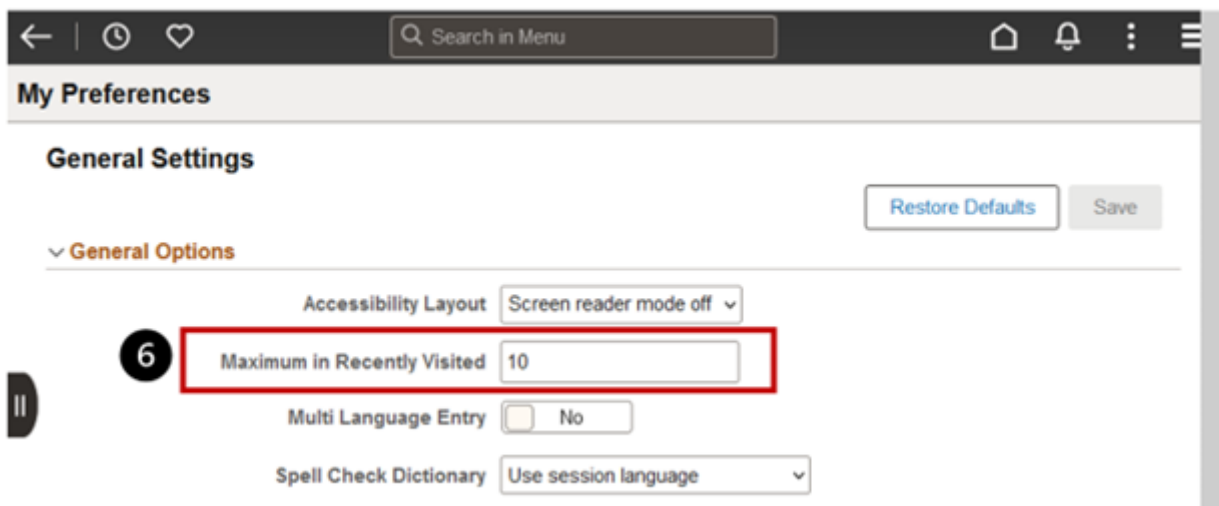 Search in Menu
My Preferences
General Settings
Restore Defaults Save
General Options
Accessibility Layout Screen reader mode off
6 Maximum in Recently Visited 10
Multi Language Entry No
Spell Check Dictionary Use session language